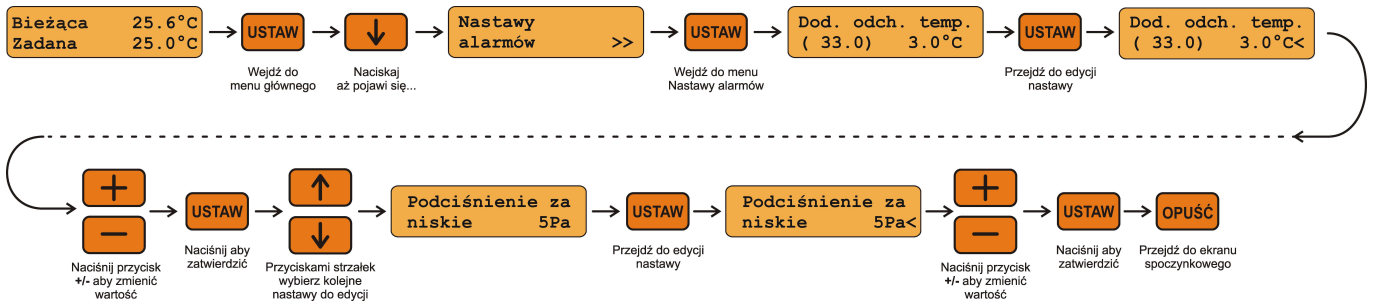 Bieżąca 25.6°C
Zadana 25.0°C
USTAW
Wejdź do
menu głównego
Naciskaj
aż pojawi się...
Nastawy
alarmów >>
USTAW
Wejdź do menu
Nastawy alarmów
Dod. odch. temp.
( 33.0) 3.0°C
USTAW
Przejdź do edycji
nastawy
Dod. odch. temp.
( 33.0) 3.0°C<
+
−
Naciśnij przycisk
+/- aby zmienić
wartość
USTAW
Naciśnij aby
zatwierdzić
Przyciskami strzałek
wybierz kolejne
nastawy do edycji
Podciśnienie za
niskie 5Pa
USTAW
Przejdź do edycji
nastawy
Podciśnienie za
niskie 5Pa<
+
−
Naciśnij przycisk
+/- aby zmienić
wartość
USTAW
Naciśnij aby
zatwierdzić
OPUŚĆ
Przejdź do ekranu
spoczynkowego